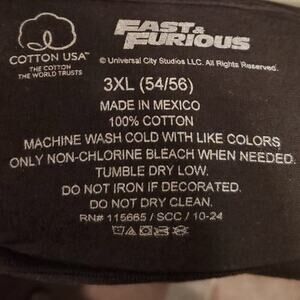 COTTON USA™
THE COTTON
THE WORLD TRUSTS
FAST &
FURIOUS
© Universal City Studios LLC. All Rights Reserved.
3XL (54/56)
MADE IN MEXICO
100% COTTON
MACHINE WASH COLD WITH LIKE COLORS
ONLY NON-CHLORINE BLEACH WHEN NEEDED.
TUMBLE DRY LOW.
DO NOT IRON IF DECORATED.
DO NOT DRY CLEAN.
RN# 115665 / SCC / 10-24